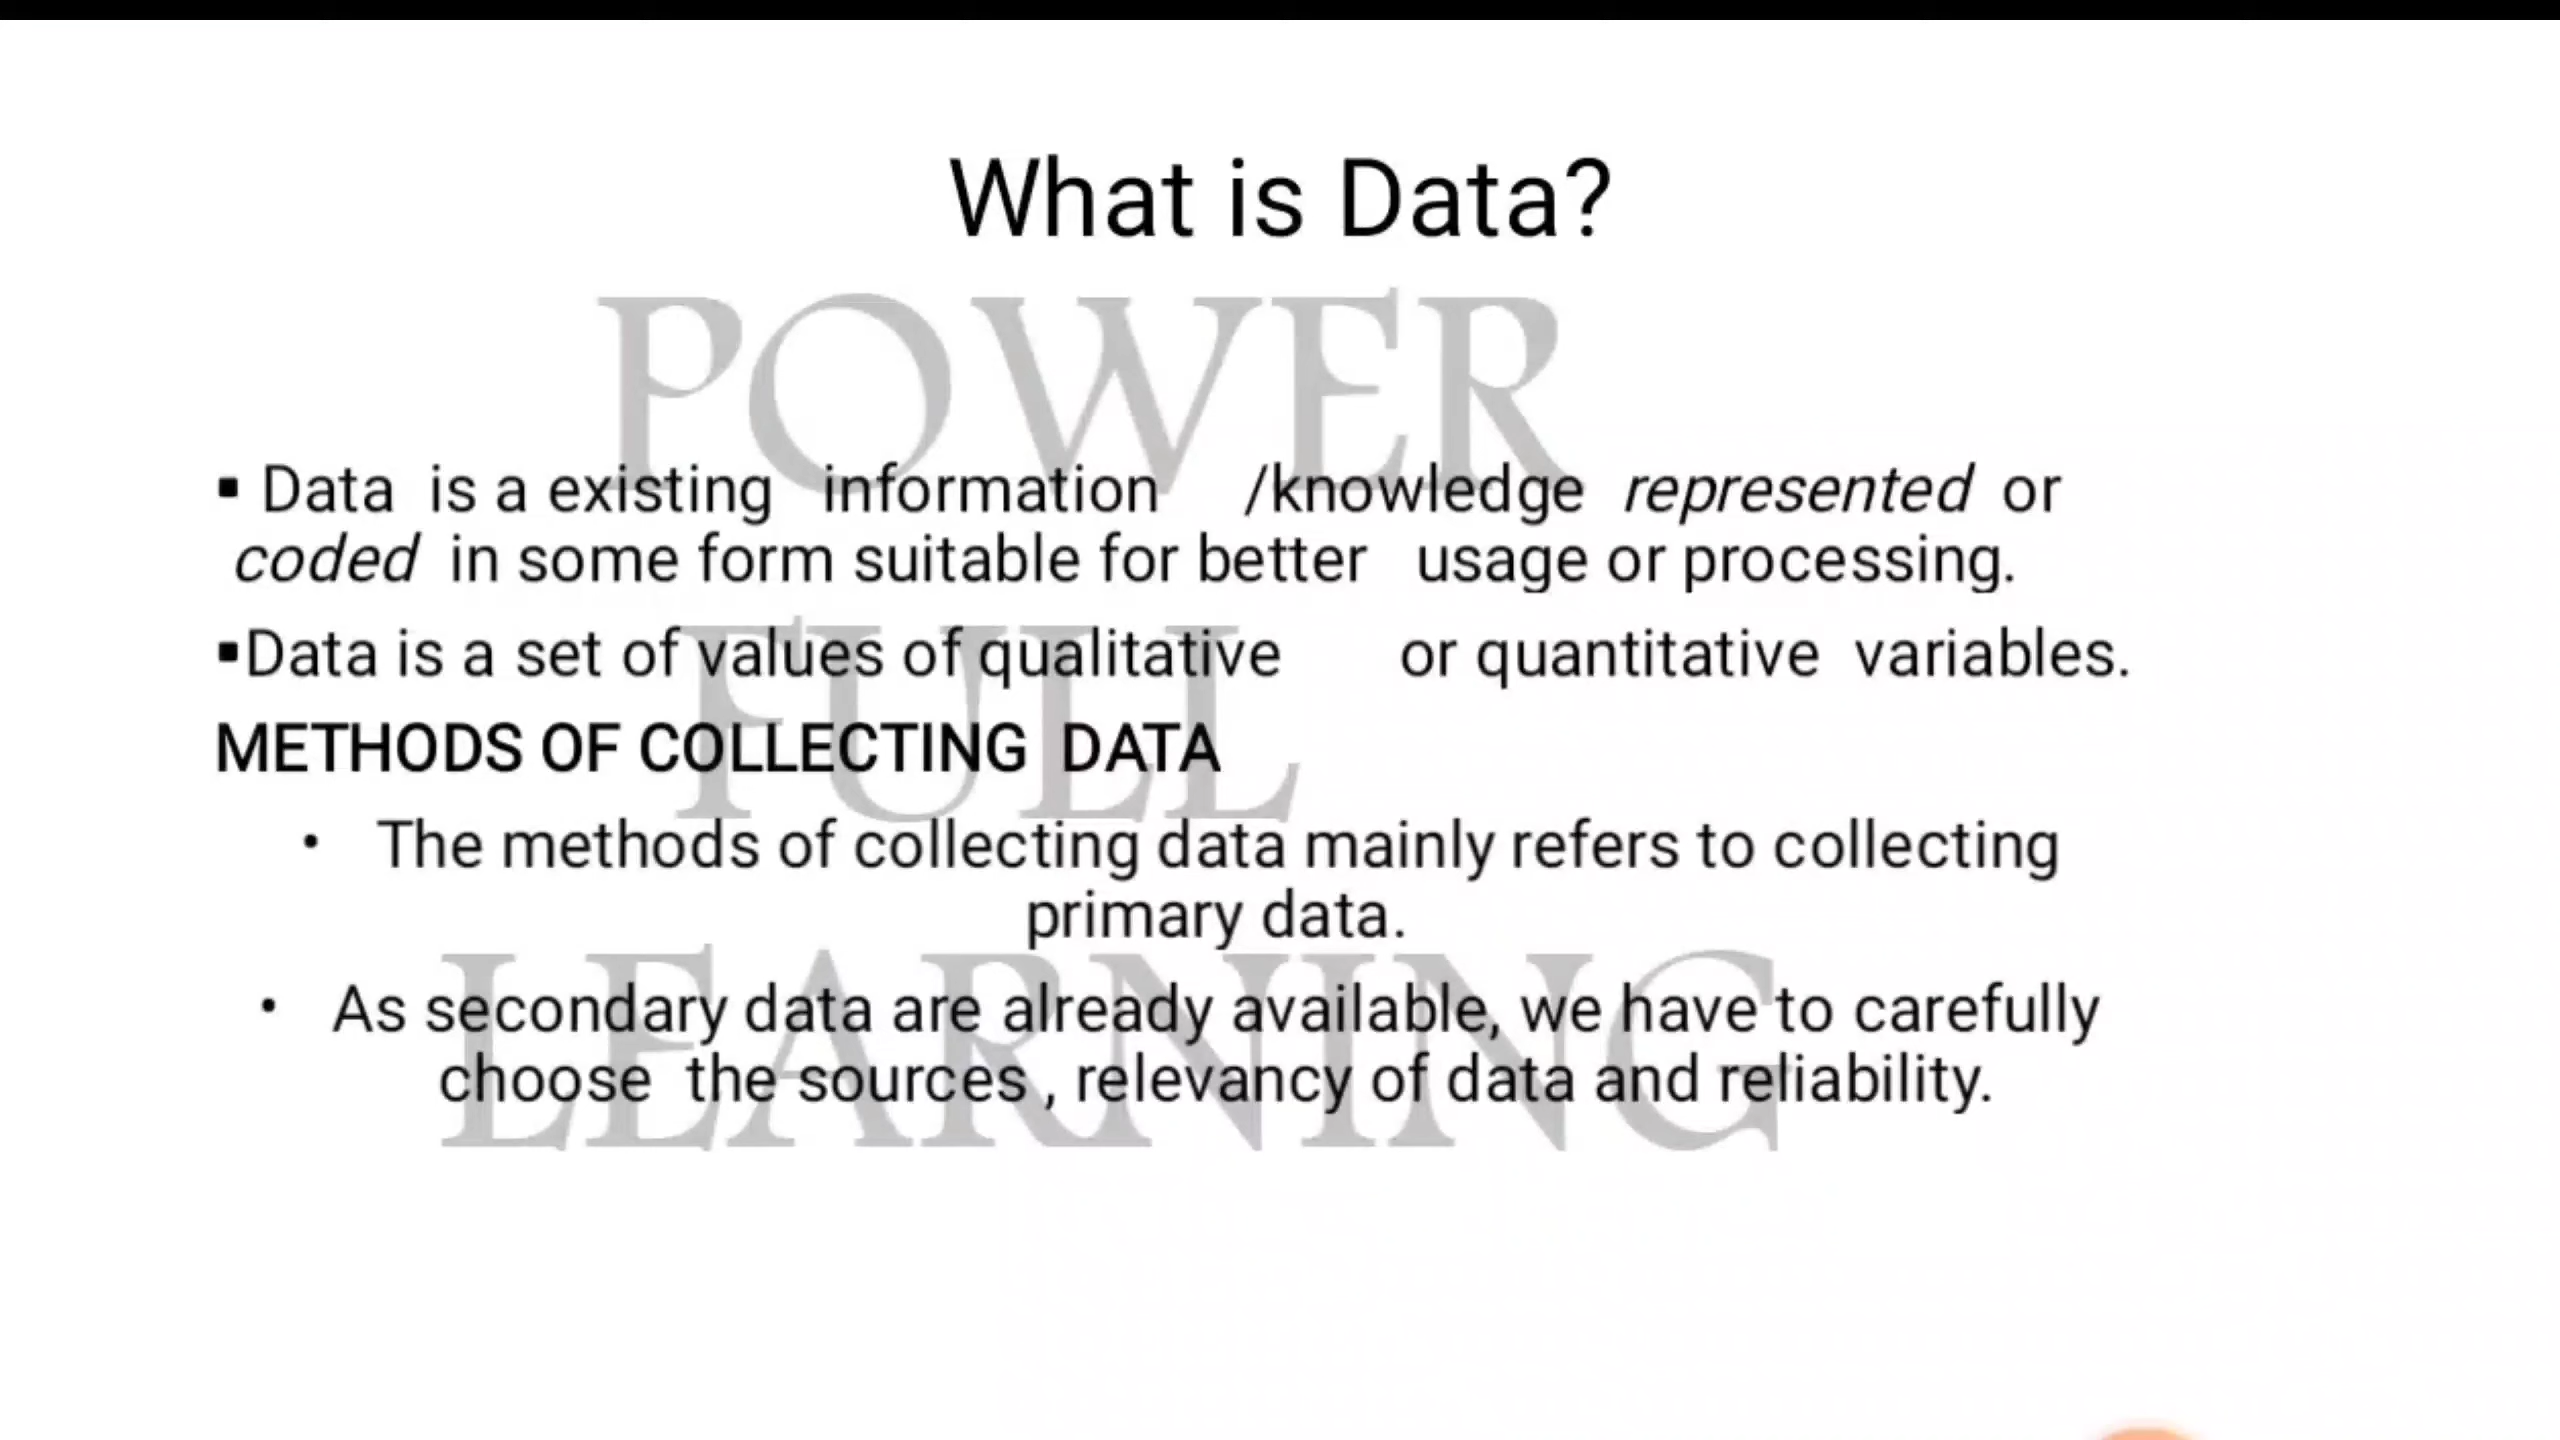 What is Data?
POWER
▪ Data is a existing information /knowledge represented or
coded in some form suitable for better usage or processing.
FULL
▪Data is a set of values of qualitative or quantitative variables.
METHODS OF COLLECTING DATA
• The methods of collecting data mainly refers to collecting
primary data.
LEARNING
• As secondary data are already available, we have to carefully
choose the sources , relevancy of data and reliability.